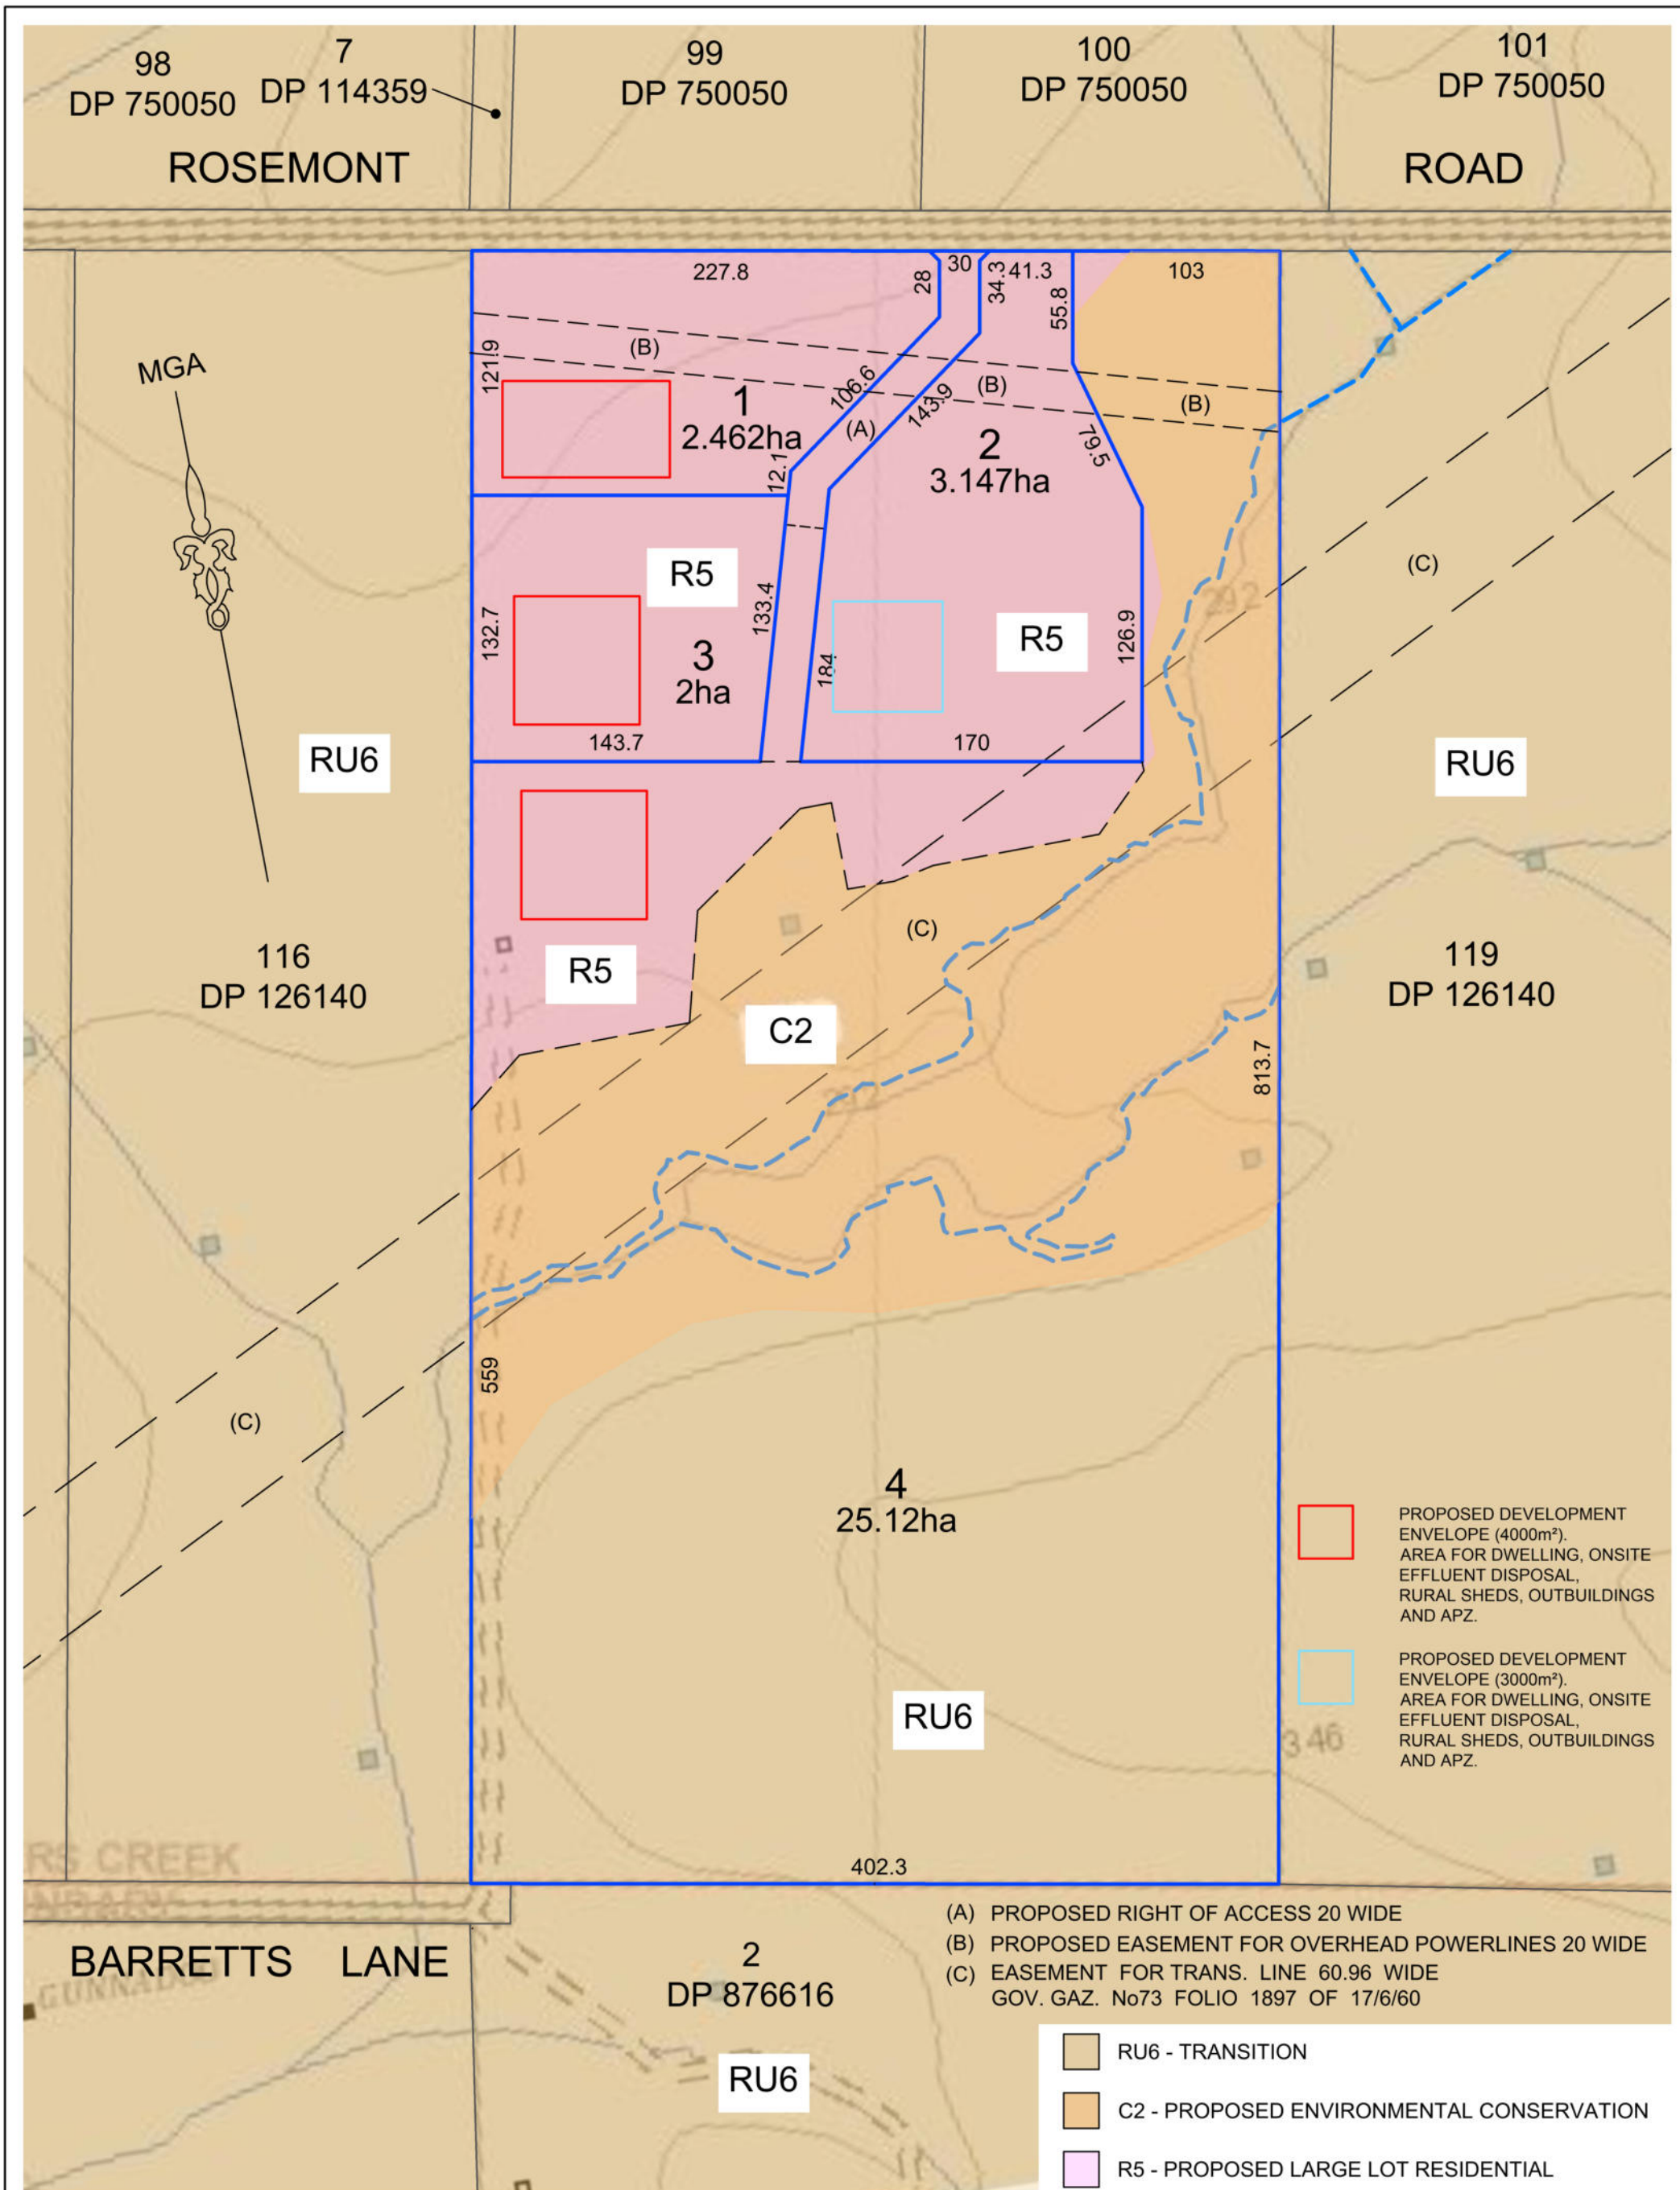 98
DP 750050
7
DP 114359
99
DP 750050
100
DP 750050
101
DP 750050
ROSEMONT
ROAD
227.8
28
30
34.3
41.3
55.8
103
MGA
121.9
(B)
1
2.462ha
106.6
(A)
143.9
(B)
2
3.147ha
79.5
(B)
12.1
R5
132.7
133.4
3
2ha
143.7
184
R5
126.9
170
292
(C)
RU6
RU6
R5
(C)
C2
116
DP 126140
119
DP 126140
813.7
292
559
(C)
4
25.12ha
PROPOSED DEVELOPMENT
ENVELOPE (4000m²).
AREA FOR DWELLING, ONSITE
EFFLUENT DISPOSAL,
RURAL SHEDS, OUTBUILDINGS
AND APZ.
PROPOSED DEVELOPMENT
ENVELOPE (3000m²).
AREA FOR DWELLING, ONSITE
EFFLUENT DISPOSAL,
RURAL SHEDS, OUTBUILDINGS
AND APZ.
RU6
346
RS CREEK
402.3
BARRETTS LANE
2
DP 876616
RU6
(A) PROPOSED RIGHT OF ACCESS 20 WIDE
(B) PROPOSED EASEMENT FOR OVERHEAD POWERLINES 20 WIDE
(C) EASEMENT FOR TRANS. LINE 60.96 WIDE
GOV. GAZ. No73 FOLIO 1897 OF 17/6/60
RU6 - TRANSITION
C2 - PROPOSED ENVIRONMENTAL CONSERVATION
R5 - PROPOSED LARGE LOT RESIDENTIAL